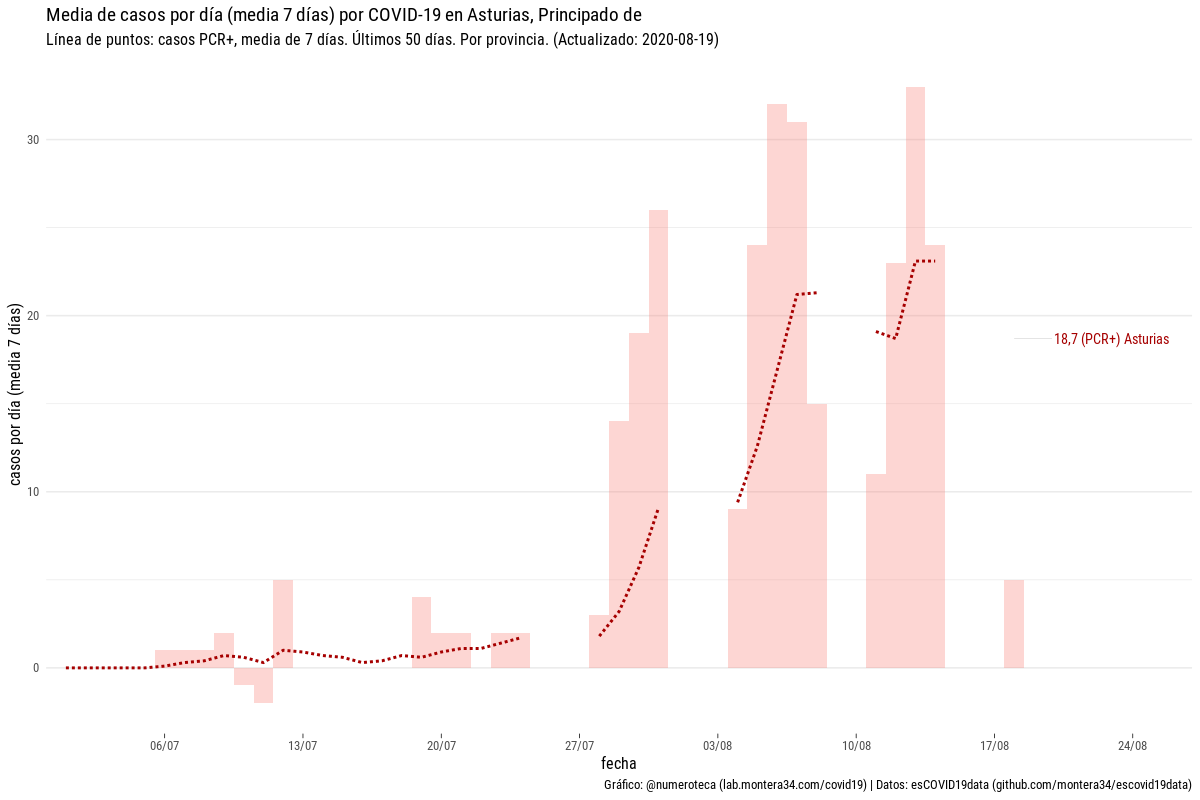 Media de casos por día (media 7 días) por COVID-19 en Asturias, Principado de
Línea de puntos: casos PCR+, media de 7 días. Últimos 50 días. Por provincia. (Actualizado: 2020-08-19)
casos por día (media 7 días)
30
20
10
0
18,7 (PCR+) Asturias
06/07
13/07
20/07
27/07
03/08
10/08
17/08
24/08
fecha
Gráfico: @numeroteca (lab.montera34.com/covid19) | Datos: esCOVID19data (github.com/montera34/escovid19data)